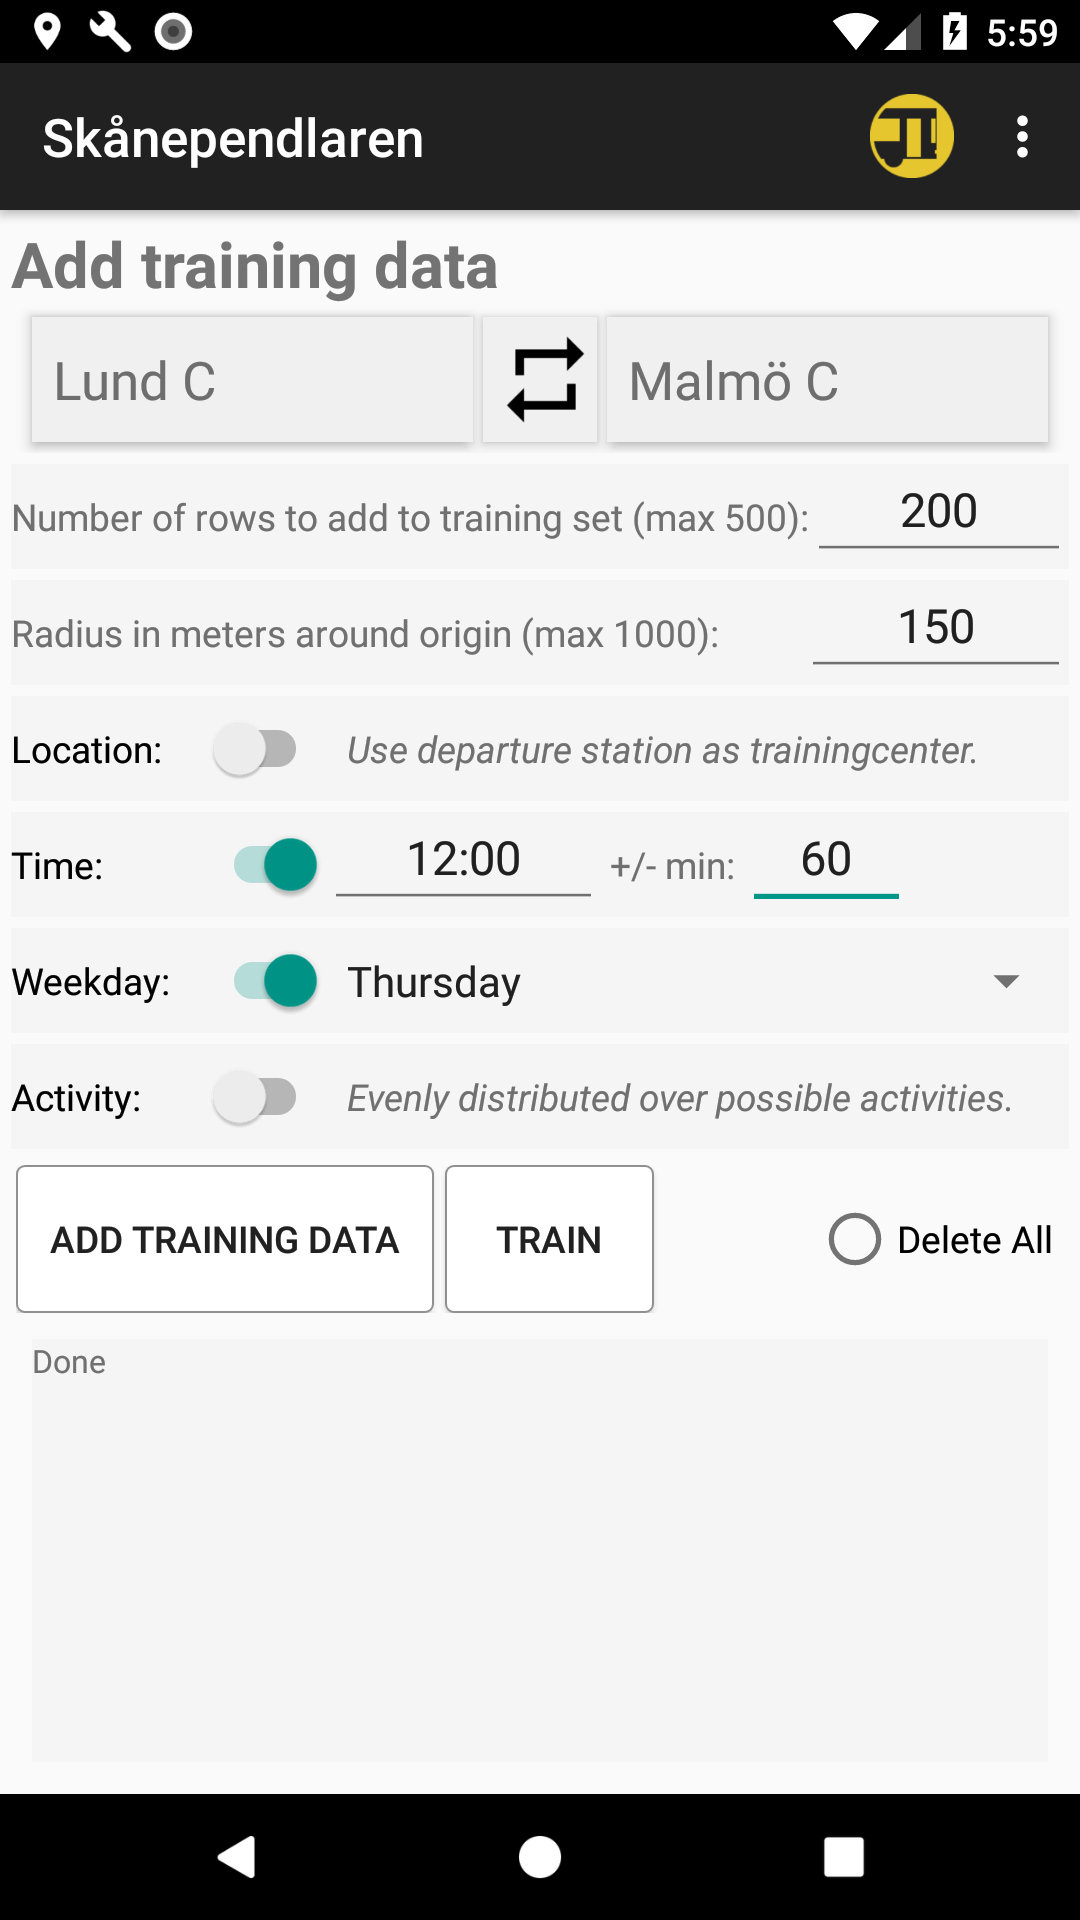 5:59
Skånependlaren
Add training data
Lund C
Malmö C
Number of rows to add to training set (max 500): 200
Radius in meters around origin (max 1000): 150
Location: Use departure station as trainingcenter.
Time: 12:00 +/- min: 60
Weekday: Thursday
Activity: Evenly distributed over possible activities.
ADD TRAINING DATA TRAIN Delete All
Done